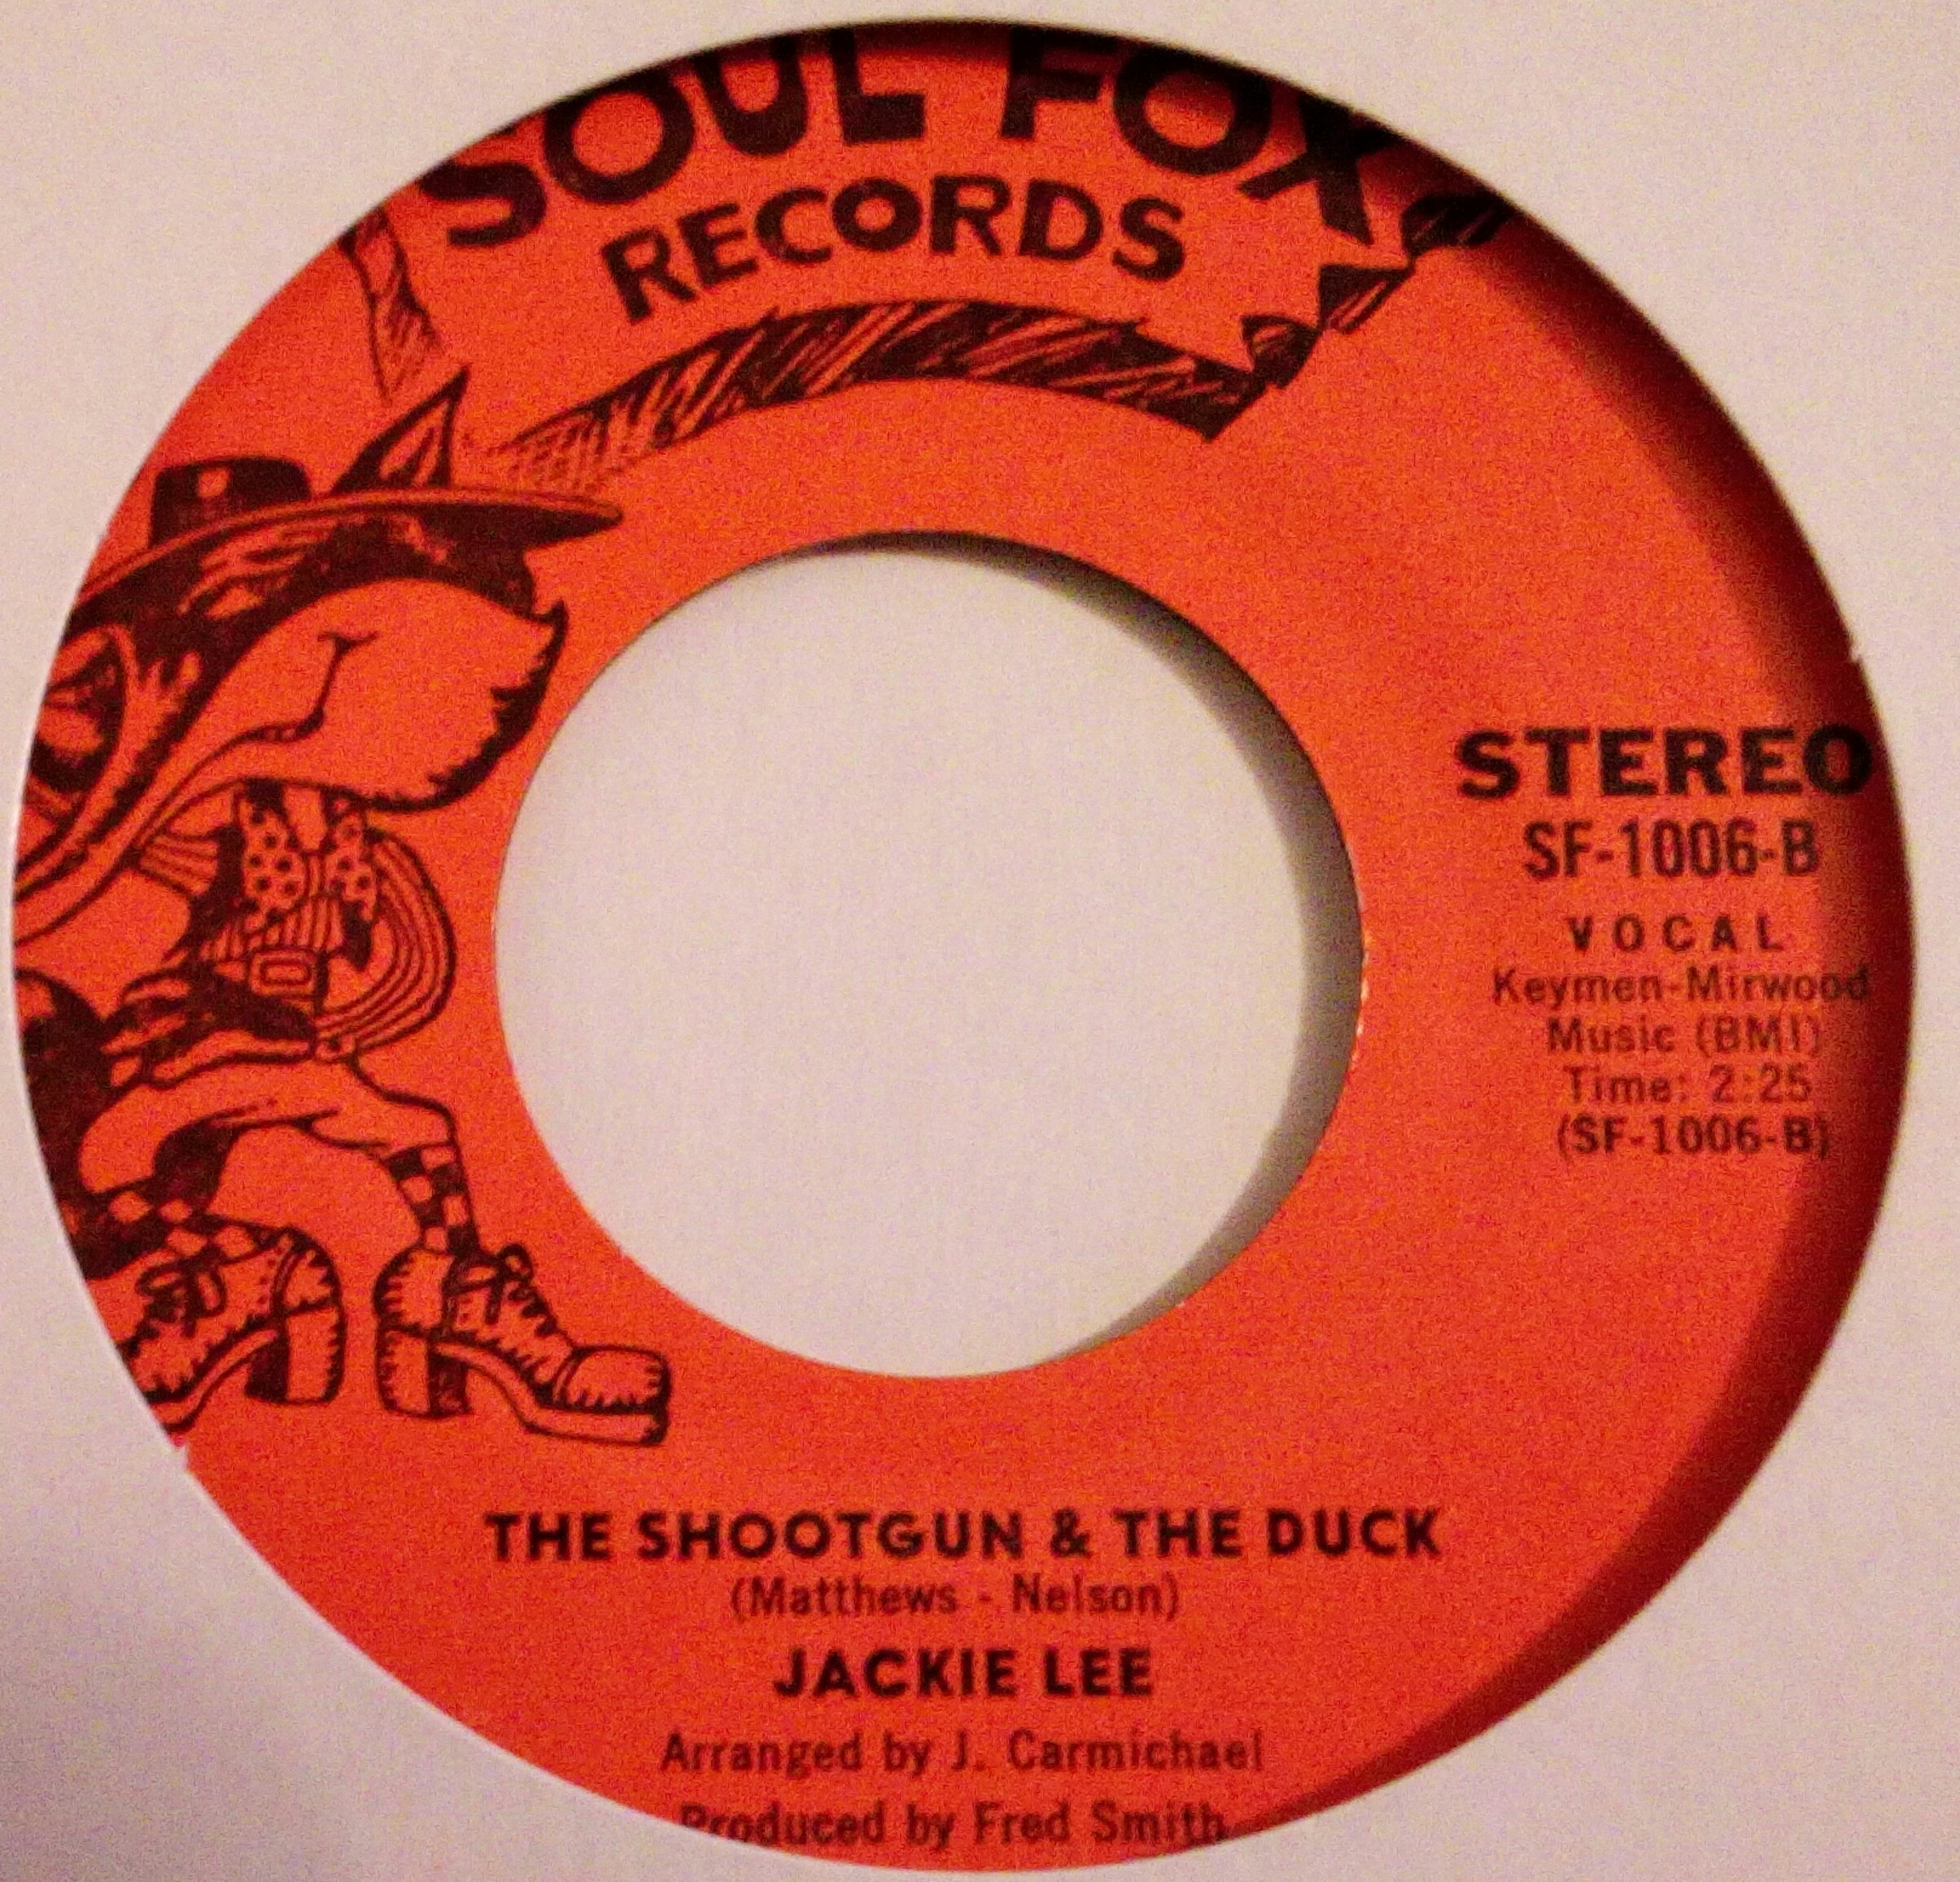 SOUL FOX
RECORDS
STEREO
SF-1006-B
VOCAL
Keymen-Mirwood
Music (BMI)
Time: 2:25
(SF-1006-B)
THE SHOOTGUN & THE DUCK
(Matthews - Nelson)
JACKIE LEE
Arranged by J. Carmichael
Produced by Fred Smith